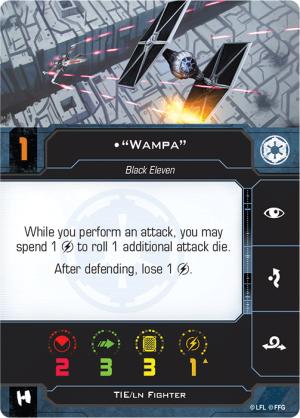 1
•“Wampa”
Black Eleven
While you perform an attack, you may
spend 1 to roll 1 additional attack die.
After defending, lose 1 .
2 3 3 1
TIE/ln Fighter
© LFL © FFG